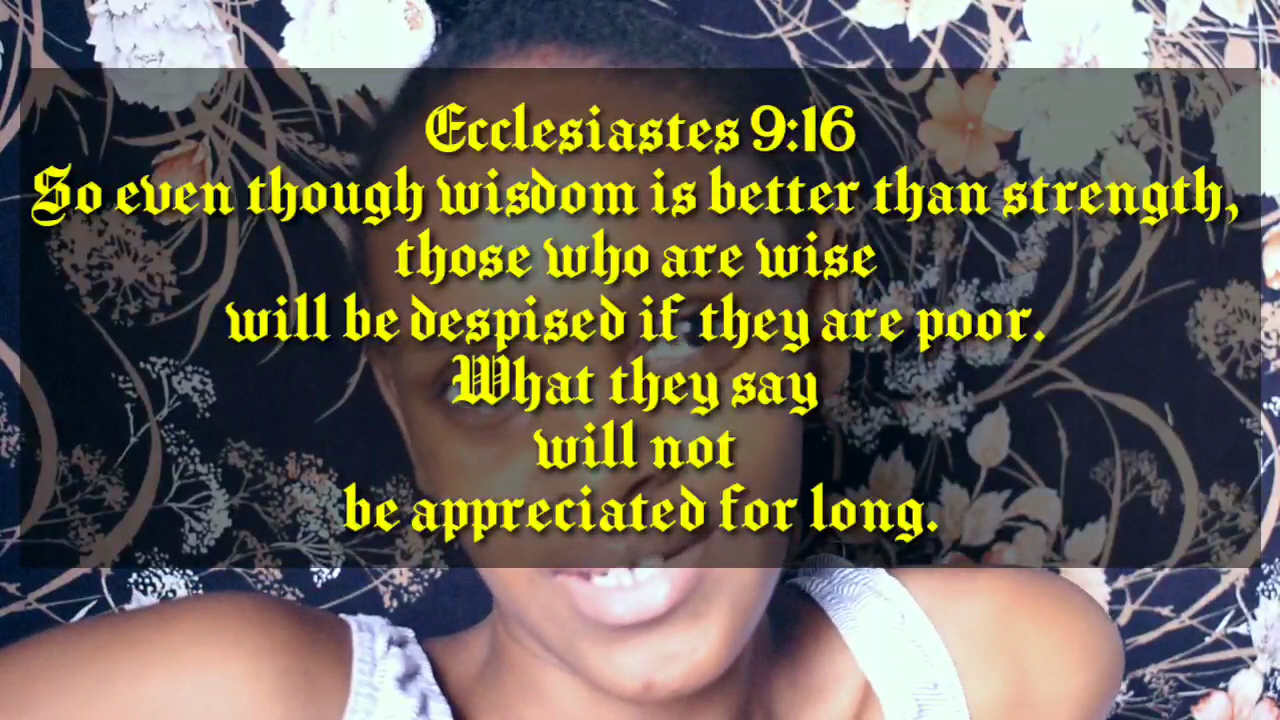 Ecclesiastes 9:16
So even though wisdom is better than strength,
those who are wise
will be despised if they are poor.
What they say
will not
be appreciated for long.